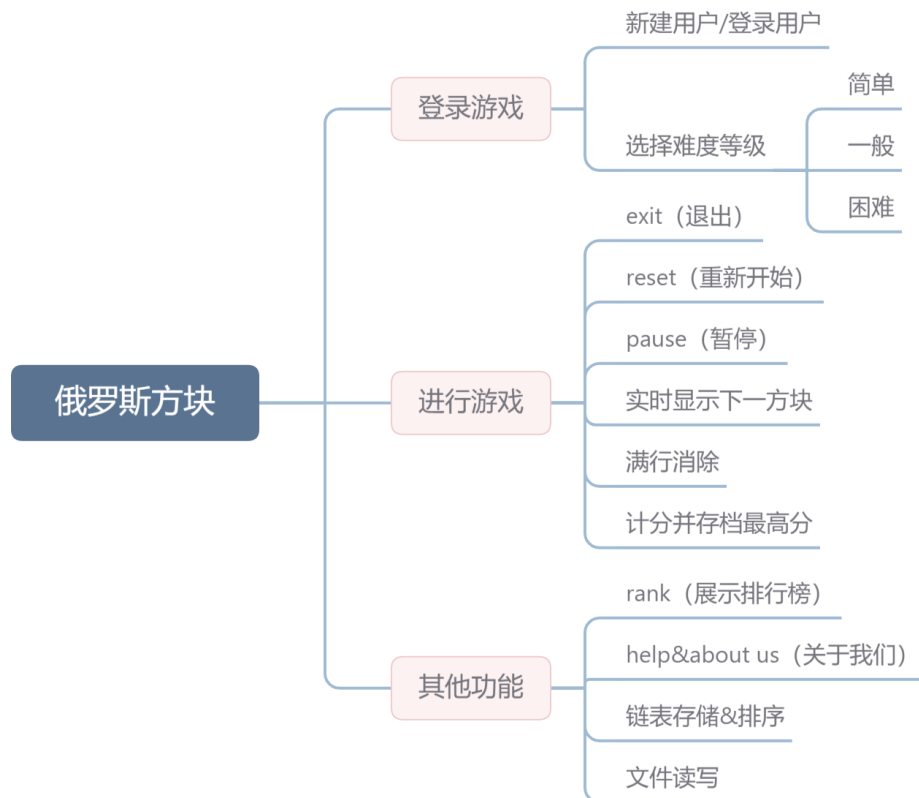 俄罗斯方块
登录游戏
新建用户/登录用户
选择难度等级
简单
一般
困难
进行游戏
exit（退出）
reset（重新开始）
pause（暂停）
实时显示下一方块
满行消除
计分并存档最高分
其他功能
rank（展示排行榜）
help&about us（关于我们）
链表存储&排序
文件读写